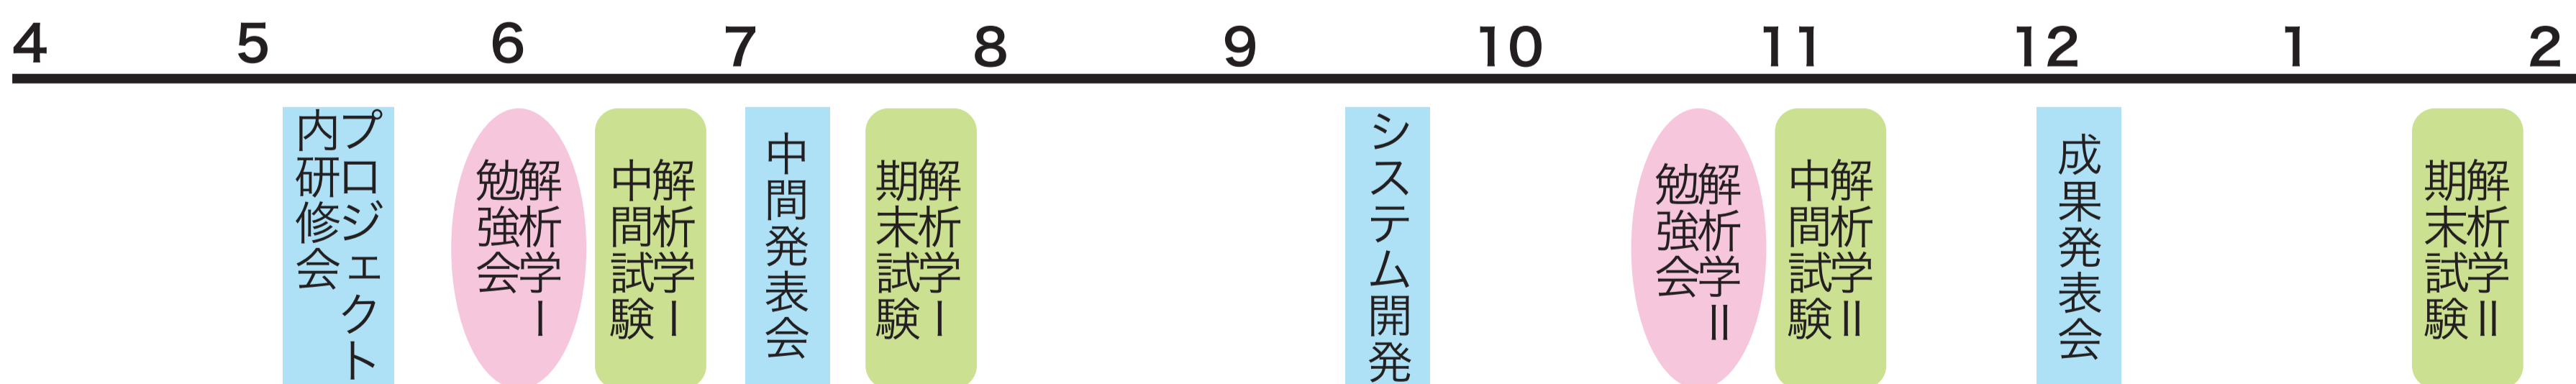 4 5 6 7 8 9 10 11 12 1 2
プロジェクト
内研修会
解析学I
勉強会
解析学I
中間試験
中間発表会
解析学I
期末試験
システム開発
解析学II
勉強会
解析学II
中間試験
成果発表会
解析学II
期末試験